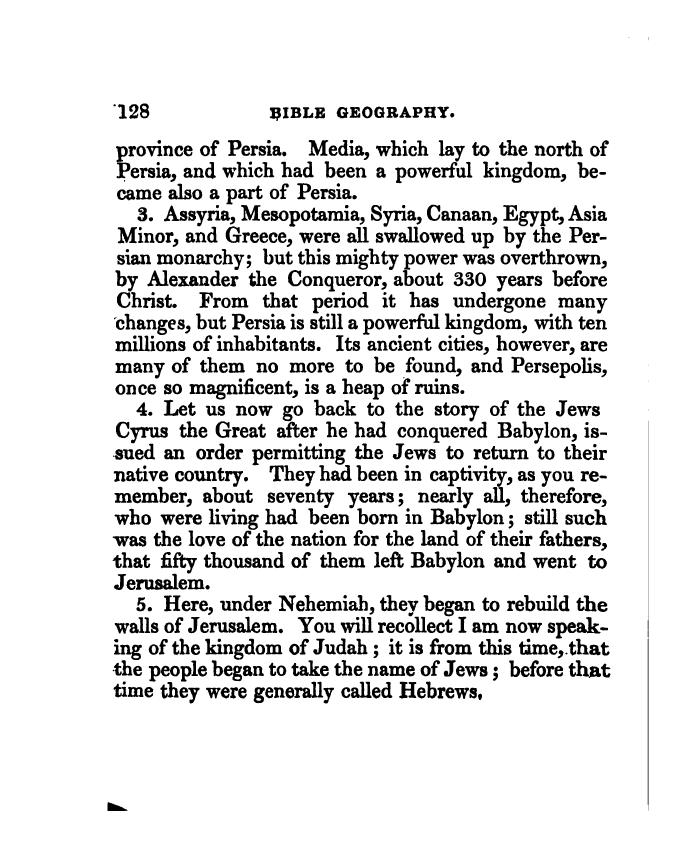 128 BIBLE GEOGRAPHY.
province of Persia. Media, which lay to the north of
Persia, and which had been a powerful kingdom, be-
came also a part of Persia.
3. Assyria, Mesopotamia, Syria, Canaan, Egypt, Asia
Minor, and Greece, were all swallowed up by the Per-
sian monarchy; but this mighty power was overthrown,
by Alexander the Conqueror, about 330 years before
Christ. From that period it has undergone many
changes, but Persia is still a powerful kingdom, with ten
millions of inhabitants. Its ancient cities, however, are
many of them no more to be found, and Persepolis,
once so magnificent, is a heap of ruins.
4. Let us now go back to the story of the Jews
Cyrus the Great after he had conquered Babylon, is-
sued an order permitting the Jews to return to their
native country. They had been in captivity, as you re-
member, about seventy years; nearly all, therefore,
who were living had been born in Babylon; still such
was the love of the nation for the land of their fathers,
that fifty thousand of them left Babylon and went to
Jerusalem.
5. Here, under Nehemiah, they began to rebuild the
walls of Jerusalem. You will recollect I am now speak-
ing of the kingdom of Judah; it is from this time, that
the people began to take the name of Jews; before that
time they were generally called Hebrews.